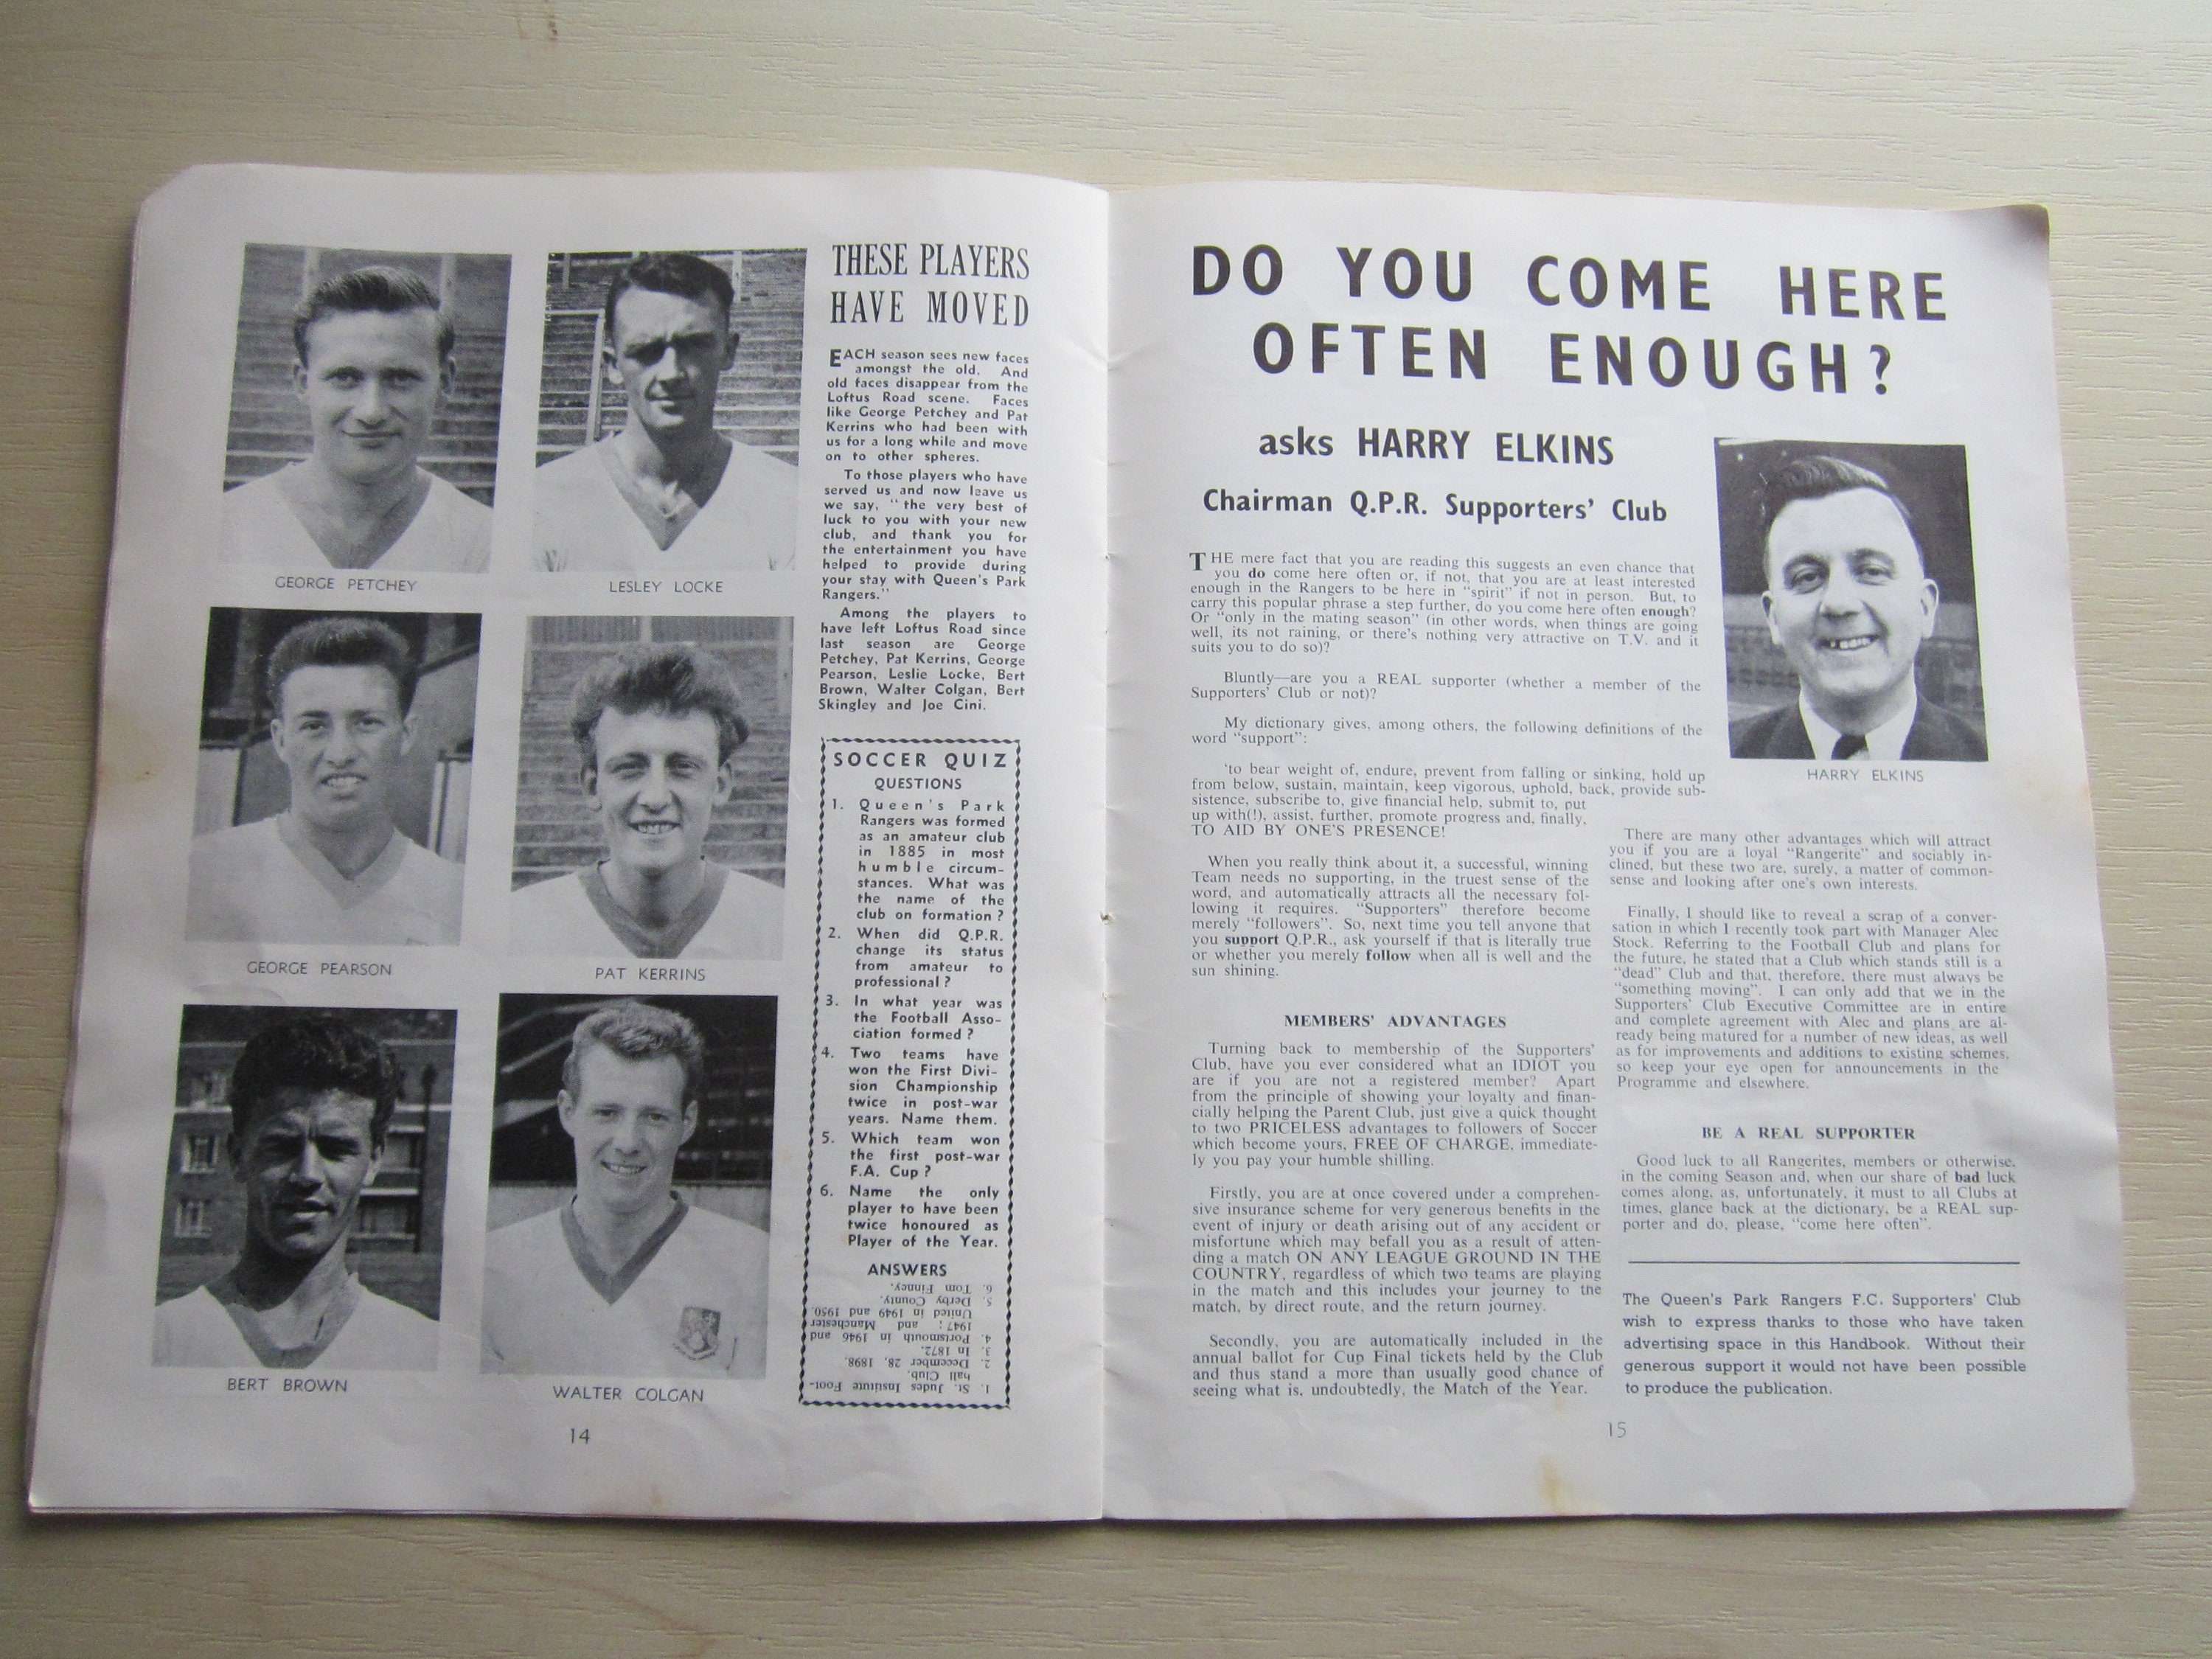 GEORGE PETCHEY
LESLEY LOCKE
GEORGE PEARSON
PAT KERRINS
BERT BROWN
WALTER COLGAN
THESE PLAYERS
HAVE MOVED
EACH season sees new faces
amongst the old. And
old faces disappear from the
Loftus Road scene. Faces
like George Petchey and Pat
Kerrins who had been with
us for a long while and move
on to other spheres.
To those players who have
served us and now leave us
we say, "the very best of
luck to you with your new
club, and thank you for
the entertainment you have
helped to provide during
your stay with Queen's Park
Rangers."
Among the players to
have left Loftus Road since
last season are George
Petchey, Pat Kerrins, George
Pearson, Leslie Locke, Bert
Brown, Walter Colgan, Bert
Skingley and Joe Cini.
SOCCER QUIZ
QUESTIONS
1. Queen's Park
Rangers was formed
as an amateur club
in 1885 in most
humble circum-
stances. What was
the name of the
club on formation?
2. When did Q.P.R.
change its status
from amateur to
professional?
3. In what year was
the Football Asso-
ciation formed?
4. Two teams have
won the First Divi-
sion Championship
twice in post-war
years. Name them.
5. Which team won
the first post-war
F.A. Cup?
6. Name the only
player to have been
twice honoured as
Player of the Year.
ANSWERS
1. St. Judes Institute Foot-
ball Club.
2. December 28, 1898.
3. In 1872.
4. Portsmouth in 1946 and
1947; and Manchester
United in 1949 and 1950.
5. Derby County.
6. Tom Finney.
14
DO YOU COME HERE
OFTEN ENOUGH?
asks HARRY ELKINS
Chairman Q.P.R. Supporters' Club
HARRY ELKINS
THE mere fact that you are reading this suggests an even chance that
you do come here often or, if not, that you are at least interested
enough in the Rangers to be here in "spirit" if not in person. But, to
carry this popular phrase a step further, do you come here often enough?
Or "only in the mating season" (in other words, when things are going
well, its not raining, or there's nothing very attractive on T.V. and it
suits you to do so)?
Bluntly—are you a REAL supporter (whether a member of the
Supporters' Club or not)?
My dictionary gives, among others, the following definitions of the
word "support":
'to bear weight of, endure, prevent from falling or sinking, hold up
from below, sustain, maintain, keep vigorous, uphold, back, provide sub-
sistence, subscribe to, give financial help, submit to, put
up with(!), assist, further, promote progress and, finally,
TO AID BY ONE'S PRESENCE!
When you really think about it, a successful, winning
Team needs no supporting, in the truest sense of the
word, and automatically attracts all the necessary fol-
lowing it requires. "Supporters" therefore become
merely "followers". So, next time you tell anyone that
you support Q.P.R., ask yourself if that is literally true
or whether you merely follow when all is well and the
sun shining.
MEMBERS' ADVANTAGES
Turning back to membership of the Supporters'
Club, have you ever considered what an IDIOT you
are if you are not a registered member? Apart
from the principle of showing your loyalty and finan-
cially helping the Parent Club, just give a quick thought
to two PRICELESS advantages to followers of Soccer
which become yours, FREE OF CHARGE, immediate-
ly you pay your humble shilling.
Firstly, you are at once covered under a comprehen-
sive insurance scheme for very generous benefits in the
event of injury or death arising out of any accident or
misfortune which may befall you as a result of atten-
ding a match ON ANY LEAGUE GROUND IN THE
COUNTRY, regardless of which two teams are playing
in the match and this includes your journey to the
match, by direct route, and the return journey.
Secondly, you are automatically included in the
annual ballot for Cup Final tickets held by the Club
and thus stand a more than usually good chance of
seeing what is, undoubtedly, the Match of the Year.
There are many other advantages which will attract
you if you are a loyal "Rangerite" and sociably in-
clined, but these two are, surely, a matter of common-
sense and looking after one's own interests.
Finally, I should like to reveal a scrap of a conver-
sation in which I recently took part with Manager Alec
Stock. Referring to the Football Club and plans for
the future, he stated that a Club which stands still is a
"dead" Club and that, therefore, there must always be
"something moving". I can only add that we in the
Supporters' Club Executive Committee are in entire
and complete agreement with Alec and plans are al-
ready being matured for a number of new ideas, as well
as for improvements and additions to existing schemes,
so keep your eye open for announcements in the
Programme and elsewhere.
BE A REAL SUPPORTER
Good luck to all Rangerites, members or otherwise,
in the coming Season and, when our share of bad luck
comes along, as, unfortunately, it must to all Clubs at
times, glance back at the dictionary, be a REAL sup-
porter and do, please, "come here often".
The Queen's Park Rangers F.C. Supporters' Club
wish to express thanks to those who have taken
advertising space in this Handbook. Without their
generous support it would not have been possible
to produce the publication.
15